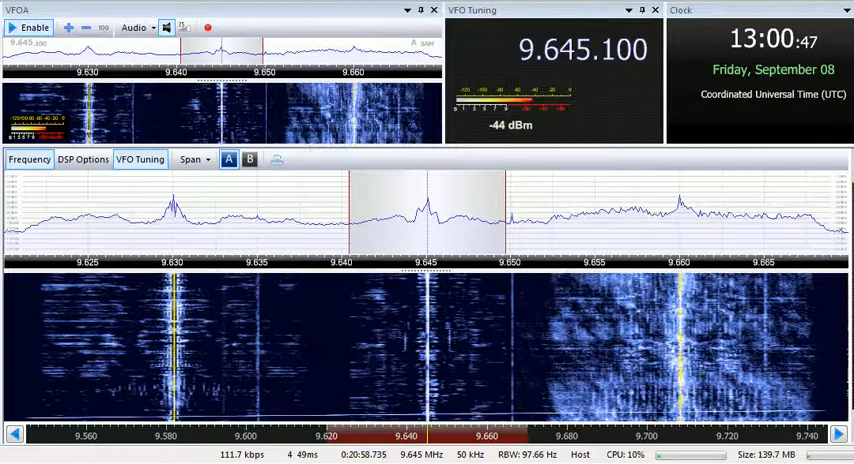 VFOA
VFO Tuning
Clock
Enable
100
Audio
75
9.645.100
A SAM
9.630
9.640
9.650
9.660
9.645.100
-44 dBm
13:00:47
Friday, September 08
Coordinated Universal Time (UTC)
Frequency
DSP Options
VFO Tuning
Span
A
B
9.625
9.630
9.635
9.640
9.645
9.650
9.655
9.660
9.665
9.560
9.580
9.600
9.620
9.640
9.660
9.680
9.700
9.720
9.740
111.7 kbps
4 49ms
0:20:58.735
9.645 MHz
50 kHz
RBW: 97.66 Hz
Host
CPU: 10%
Size: 139.7 MB